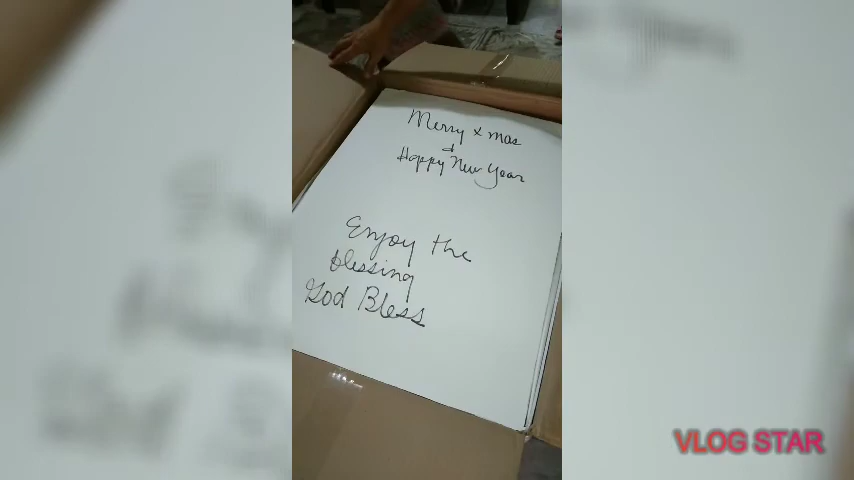 Merry x mas
&
Happy New Year
Enjoy the
blessing
God Bless
VLOG STAR